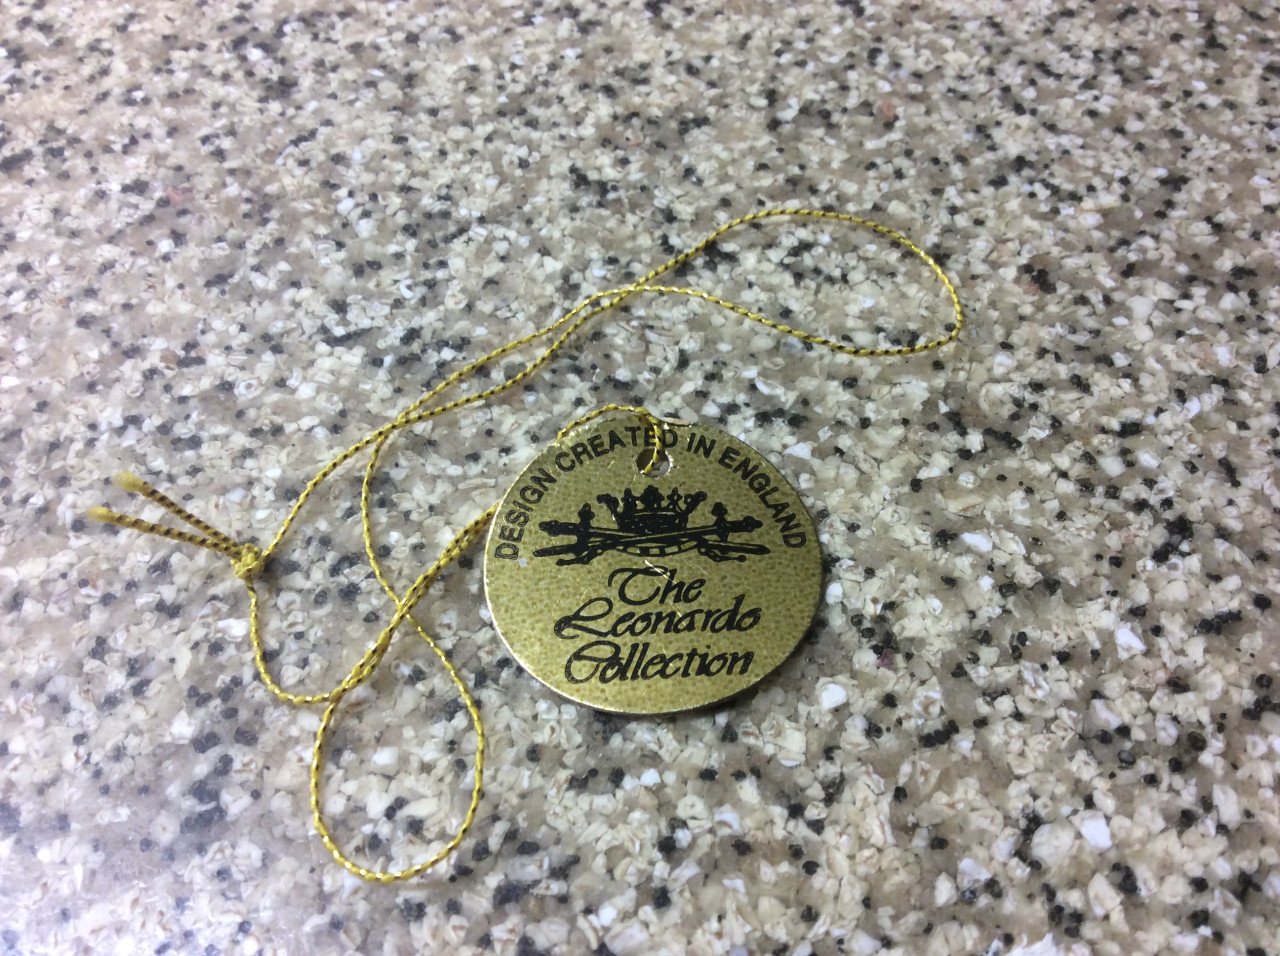 DESIGN CREATED IN ENGLAND
The
Leonardo
Collection